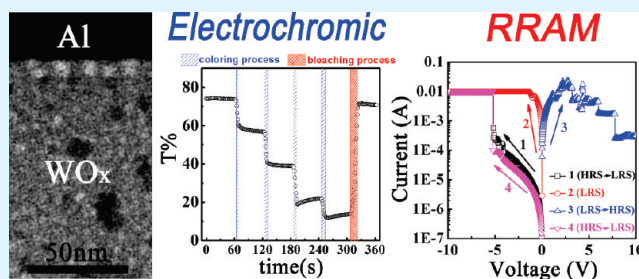 Electrochromic
RRAM
Al
WOx
50nm
coloring process
bleaching process
T%
80
60
40
20
0
0 60 120 180 240 300 360
time(s)
Current (A)
0.1
0.01
1E-3
1E-4
1E-5
1E-6
1E-7
2
3
1
4
1 (HRS→LRS)
2 (LRS)
3 (LRS→HRS)
4 (HRS→LRS)
-10 -5 0 5 10
Voltage (V)